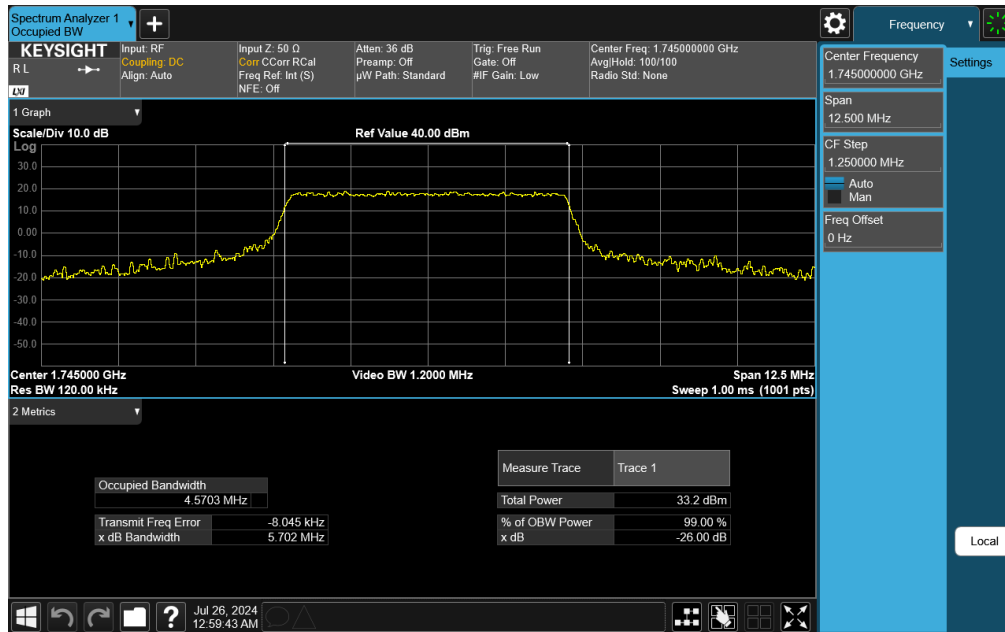 Spectrum Analyzer 1
Occupied BW
+
Frequency
KEYSIGHT
R L
LXI
Input: RF
Coupling: DC
Align: Auto
Input Z: 50 Ω
Corr CCorr RCal
Freq Ref: Int (S)
NFE: Off
Atten: 36 dB
Preamp: Off
µW Path: Standard
Trig: Free Run
Gate: Off
#IF Gain: Low
Center Freq: 1.745000000 GHz
Avg|Hold: 100/100
Radio Std: None
Center Frequency
1.745000000 GHz
Settings
Span
12.500 MHz
CF Step
1.250000 MHz
Auto
Man
Freq Offset
0 Hz
Local
1 Graph
Scale/Div 10.0 dB
Ref Value 40.00 dBm
Log
30.0
20.0
10.0
0.00
-10.0
-20.0
-30.0
-40.0
-50.0
Center 1.745000 GHz
Video BW 1.2000 MHz
Span 12.5 MHz
Res BW 120.00 kHz
Sweep 1.00 ms (1001 pts)
2 Metrics
Occupied Bandwidth
4.5703 MHz
Transmit Freq Error -8.045 kHz
x dB Bandwidth 5.702 MHz
Measure Trace Trace 1
Total Power 33.2 dBm
% of OBW Power 99.00 %
x dB -26.00 dB
?
Jul 26, 2024
12:59:43 AM